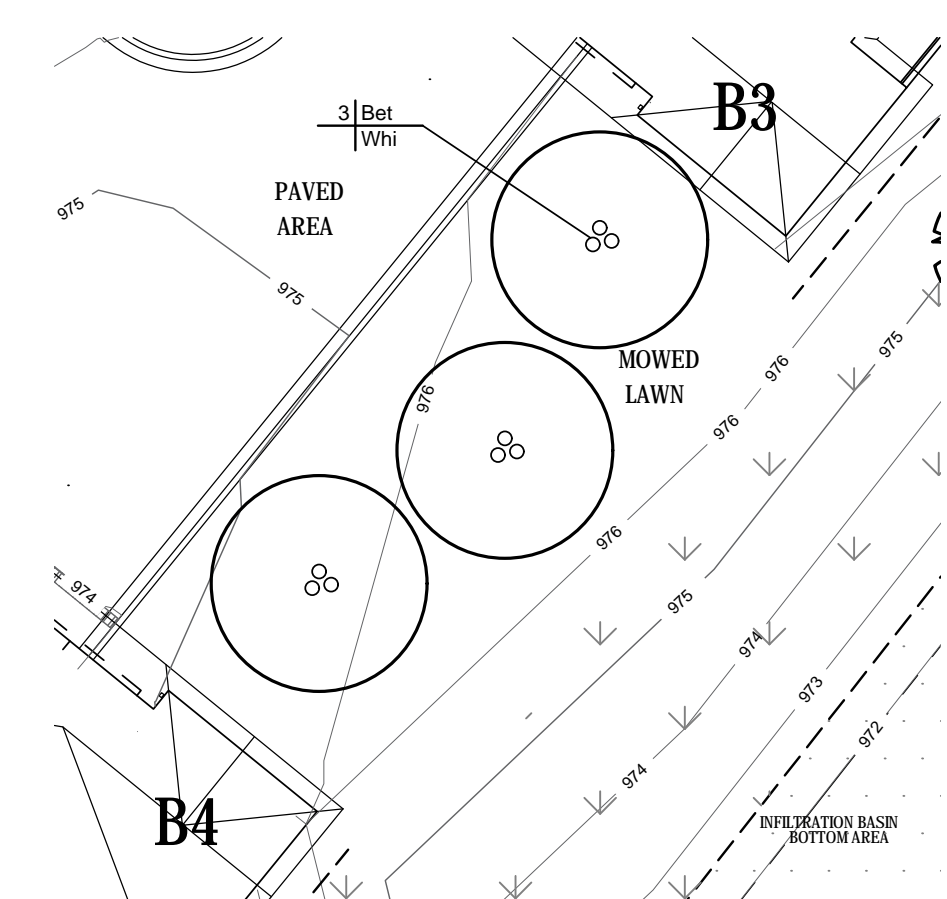 B3
3 Bet
Whi
PAVED
AREA
975
975
976
MOWED
LAWN
976
975
976
976
974
975
974
973
972
974
B4
INFILTRATION BASIN
BOTTOM AREA